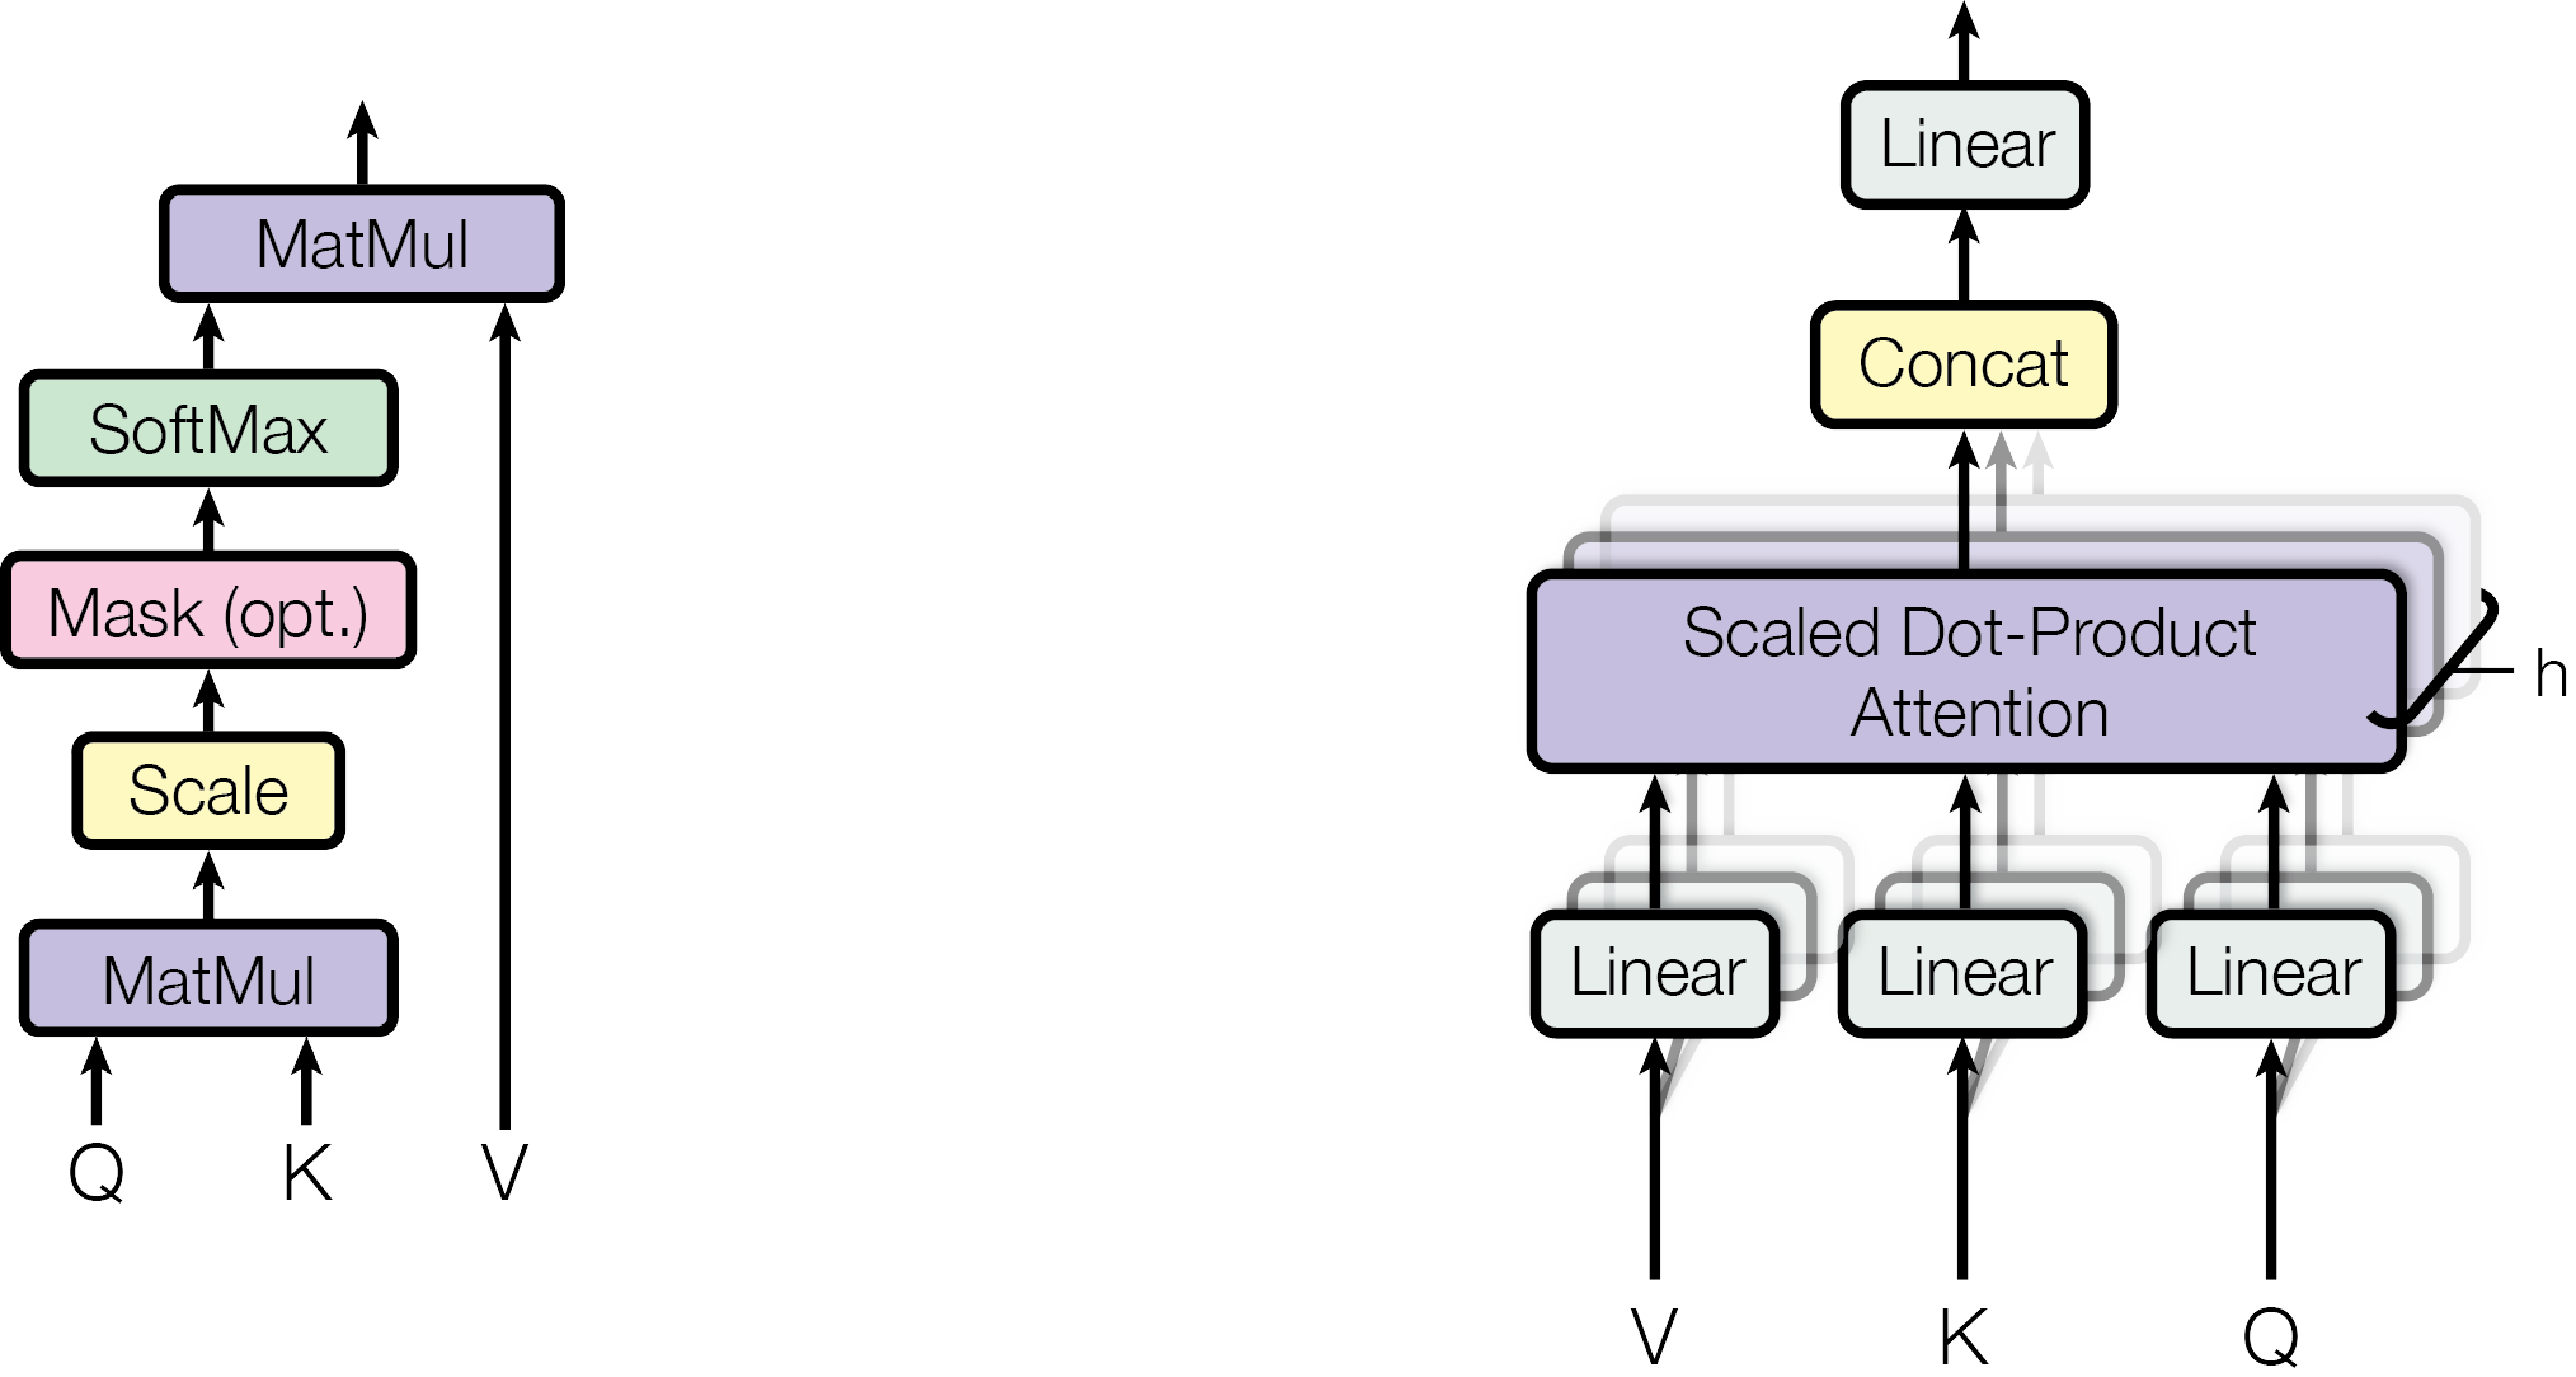 MatMul
SoftMax
Mask (opt.)
Scale
MatMul
Q K V
Linear
Concat
Scaled Dot-Product
Attention
h
Linear Linear Linear
V K Q